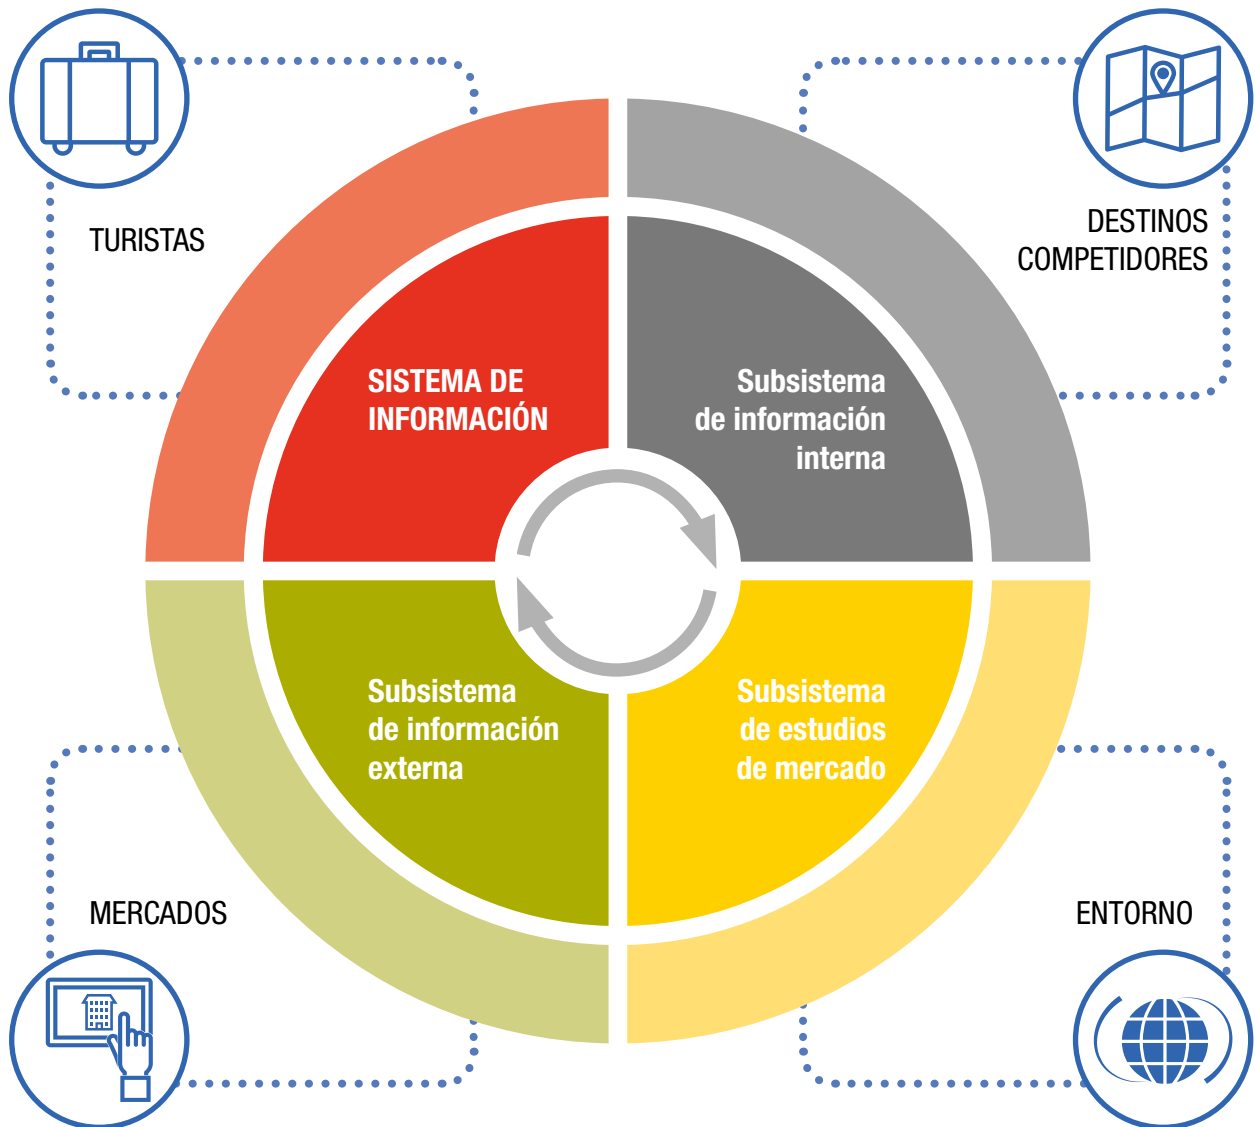 TURISTAS
DESTINOS
COMPETIDORES
SISTEMA DE
INFORMACIÓN
Subsistema
de información
interna
Subsistema
de información
externa
Subsistema
de estudios
de mercado
MERCADOS
ENTORNO